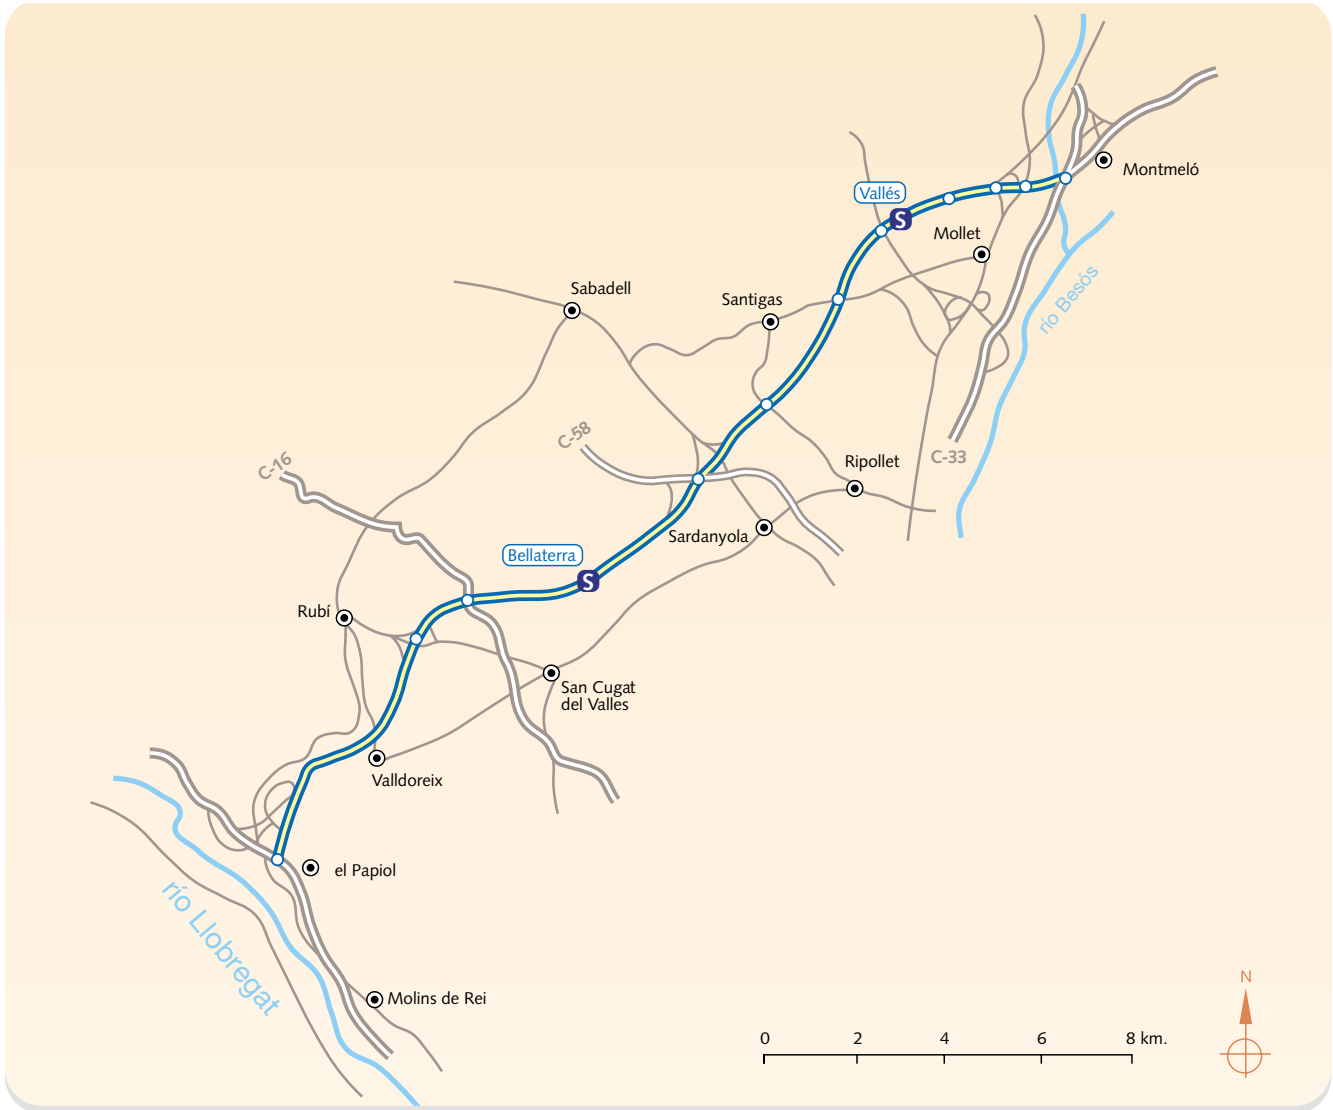 Montmeló
Vallés
S
Mollet
río Besós
Sabadell
Santigas
C-58
C-16
C-33
Ripollet
Sardanyola
Bellaterra
S
Rubí
San Cugat
del Valles
Valldoreix
el Papiol
río Llobregat
Molins de Rei
N
0 2 4 6 8 km.